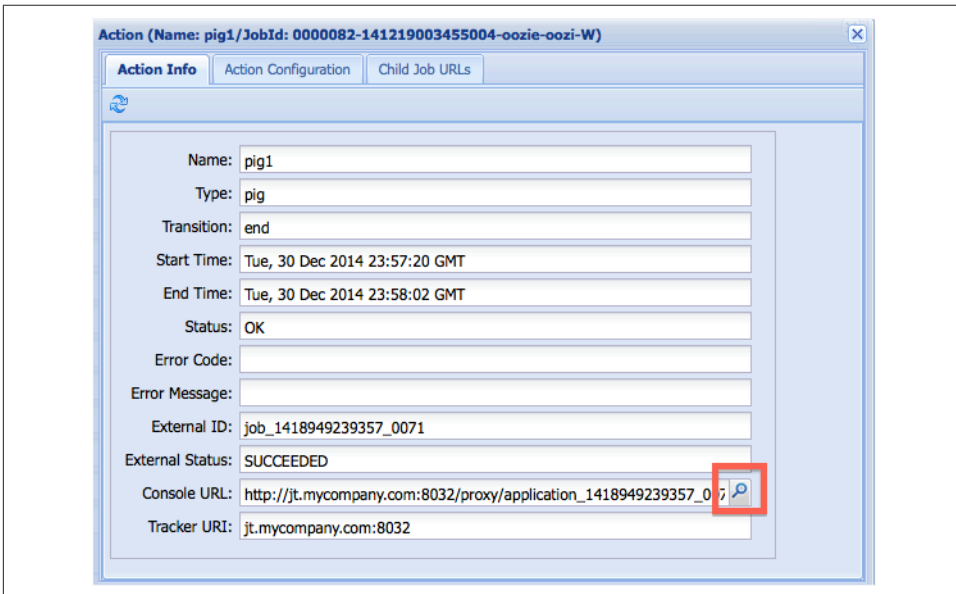 Action (Name: pig1/JobId: 0000082-141219003455004-oozie-oozi-W)
Action Info Action Configuration Child Job URLs
Name: pig1
Type: pig
Transition: end
Start Time: Tue, 30 Dec 2014 23:57:20 GMT
End Time: Tue, 30 Dec 2014 23:58:02 GMT
Status: OK
Error Code:
Error Message:
External ID: job_1418949239357_0071
External Status: SUCCEEDED
Console URL: http://jt.mycompany.com:8032/proxy/application_1418949239357_007
Tracker URI: jt.mycompany.com:8032